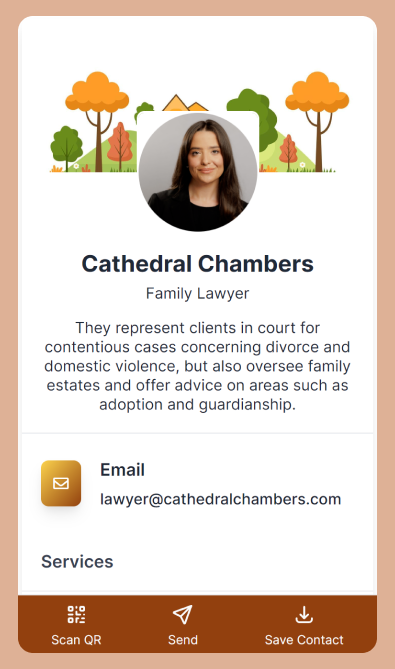 Cathedral Chambers
Family Lawyer
They represent clients in court for
contentious cases concerning divorce and
domestic violence, but also oversee family
estates and offer advice on areas such as
adoption and guardianship.
Email
lawyer@cathedralchambers.com
Services
Scan QR
Send
Save Contact